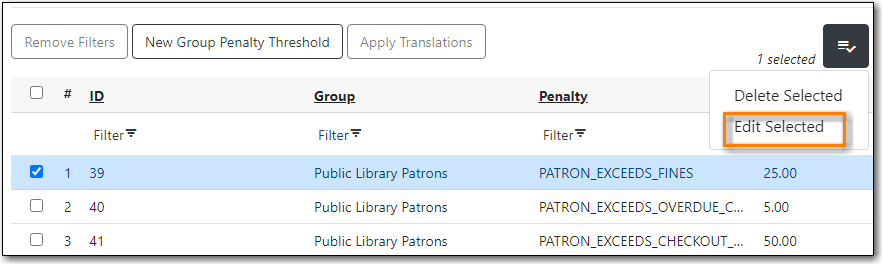 Remove Filters New Group Penalty Threshold Apply Translations
1 selected
Delete Selected
Edit Selected
# ID Group Penalty
Filter Filter Filter
1 39 Public Library Patrons PATRON_EXCEEDS_FINES 25.00
2 40 Public Library Patrons PATRON_EXCEEDS_OVERDUE_C... 5.00
3 41 Public Library Patrons PATRON_EXCEEDS_CHECKOUT_... 50.00